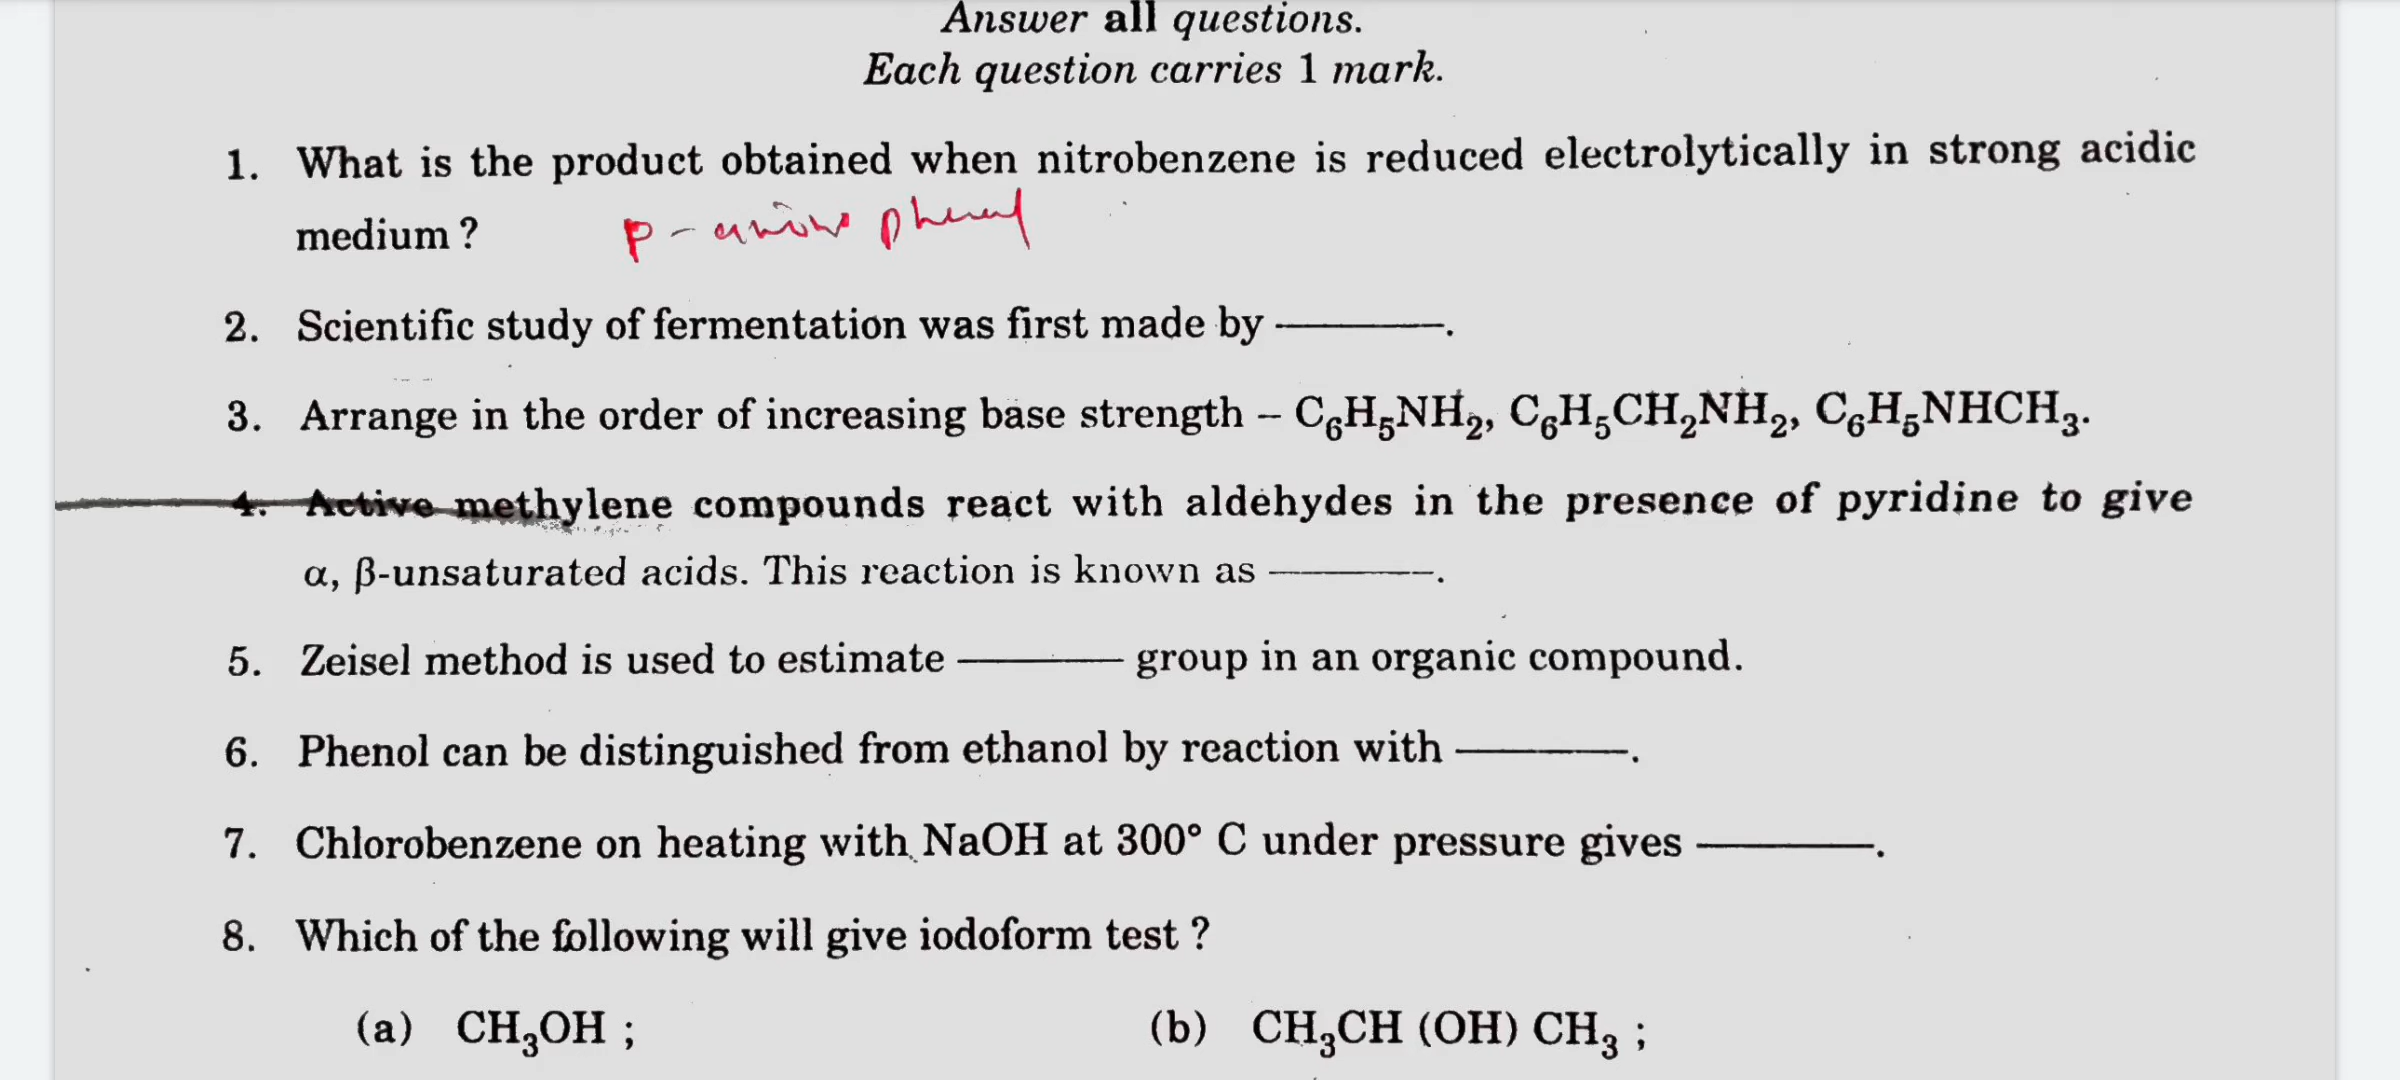 Answer all questions.
Each question carries 1 mark.
1. What is the product obtained when nitrobenzene is reduced electrolytically in strong acidic
medium ? p-amino phenol
2. Scientific study of fermentation was first made by ———.
3. Arrange in the order of increasing base strength – C₆H₅NH₂, C₆H₅CH₂NH₂, C₆H₅NHCH₃.
4. Active methylene compounds react with aldehydes in the presence of pyridine to give
α, β-unsaturated acids. This reaction is known as ———.
5. Zeisel method is used to estimate ——— group in an organic compound.
6. Phenol can be distinguished from ethanol by reaction with ———.
7. Chlorobenzene on heating with NaOH at 300° C under pressure gives ———.
8. Which of the following will give iodoform test ?
(a) CH₃OH ; (b) CH₃CH (OH) CH₃ ;